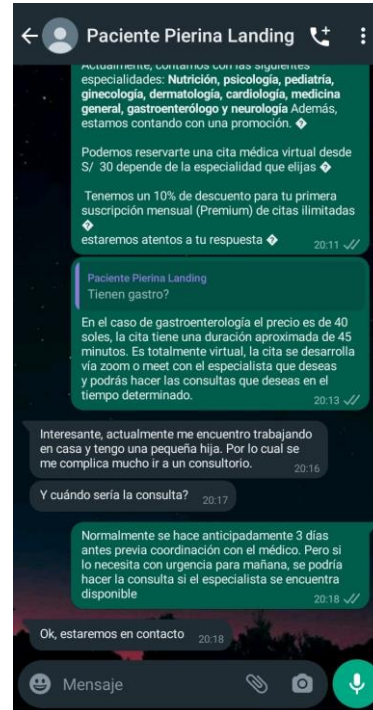 Paciente Pierina Landing
Actualmente, contamos con las siguientes
especialidades: Nutrición, psicología, pediatría,
ginecología, dermatología, cardiología, medicina
general, gastroenterólogo y neurología Además,
estamos contando con una promoción. �
Podemos reservarte una cita médica virtual desde
S/ 30 depende de la especialidad que elijas �
Tenemos un 10% de descuento para tu primera
suscripción mensual (Premium) de citas ilimitadas
�
estaremos atentos a tu respuesta � 20:11
Paciente Pierina Landing
Tienen gastro?
En el caso de gastroenterología el precio es de 40
soles, la cita tiene una duración aproximada de 45
minutos. Es totalmente virtual, la cita se desarrolla
vía zoom o meet con el especialista que deseas
y podrás hacer las consultas que deseas en el
tiempo determinado. 20:13
Interesante, actualmente me encuentro trabajando
en casa y tengo una pequeña hija. Por lo cual se
me complica mucho ir a un consultorio. 20:16
Y cuándo sería la consulta? 20:17
Normalmente se hace anticipadamente 3 días
antes previa coordinación con el médico. Pero si
lo necesita con urgencia para mañana, se podría
hacer la consulta si el especialista se encuentra
disponible 20:18
Ok, estaremos en contacto 20:18
Mensaje